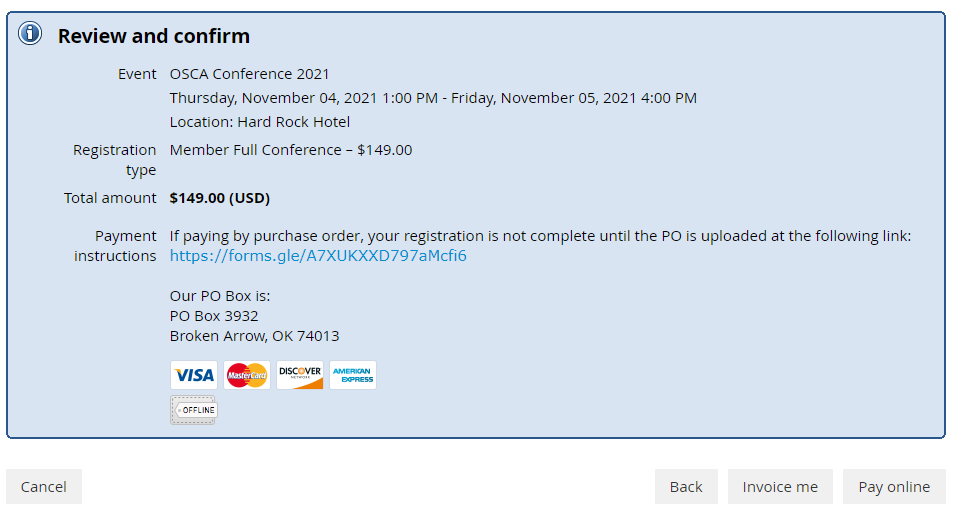 Review and confirm
Event OSCA Conference 2021
Thursday, November 04, 2021 1:00 PM - Friday, November 05, 2021 4:00 PM
Location: Hard Rock Hotel
Registration type Member Full Conference – $149.00
Total amount $149.00 (USD)
Payment instructions If paying by purchase order, your registration is not complete until the PO is uploaded at the following link:
https://forms.gle/A7XUKXXD797aMcfi6
Our PO Box is:
PO Box 3932
Broken Arrow, OK 74013
VISA MasterCard DISCOVER NETWORK AMERICAN EXPRESS
OFFLINE
Cancel Back Invoice me Pay online